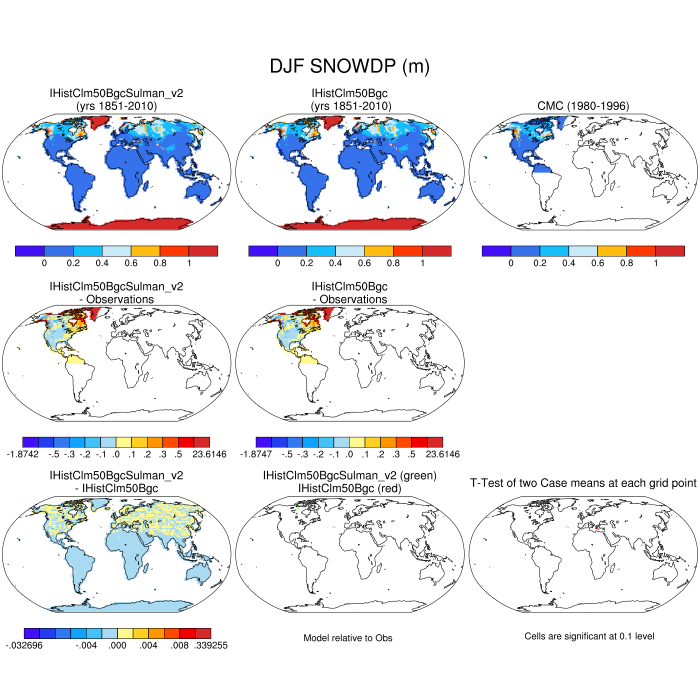 DJF SNOWDP (m)
IHistClm50BgcSulman_v2
(yrs 1851-2010)
IHistClm50Bgc
(yrs 1851-2010)
CMC (1980-1996)
0 0.2 0.4 0.6 0.8 1
0 0.2 0.4 0.6 0.8 1
0 0.2 0.4 0.6 0.8 1
IHistClm50BgcSulman_v2
- Observations
IHistClm50Bgc
- Observations
-1.8742 -.5 -.3 -.2 -.1 .0 .1 .2 .3 .5 23.6146
-1.8747 -.5 -.3 -.2 -.1 .0 .1 .2 .3 .5 23.6146
IHistClm50BgcSulman_v2
- IHistClm50Bgc
IHistClm50BgcSulman_v2 (green)
IHistClm50Bgc (red)
T-Test of two Case means at each grid point
-.032696 -.004 .000 .004 .008 .339255
Model relative to Obs
Cells are significant at 0.1 level